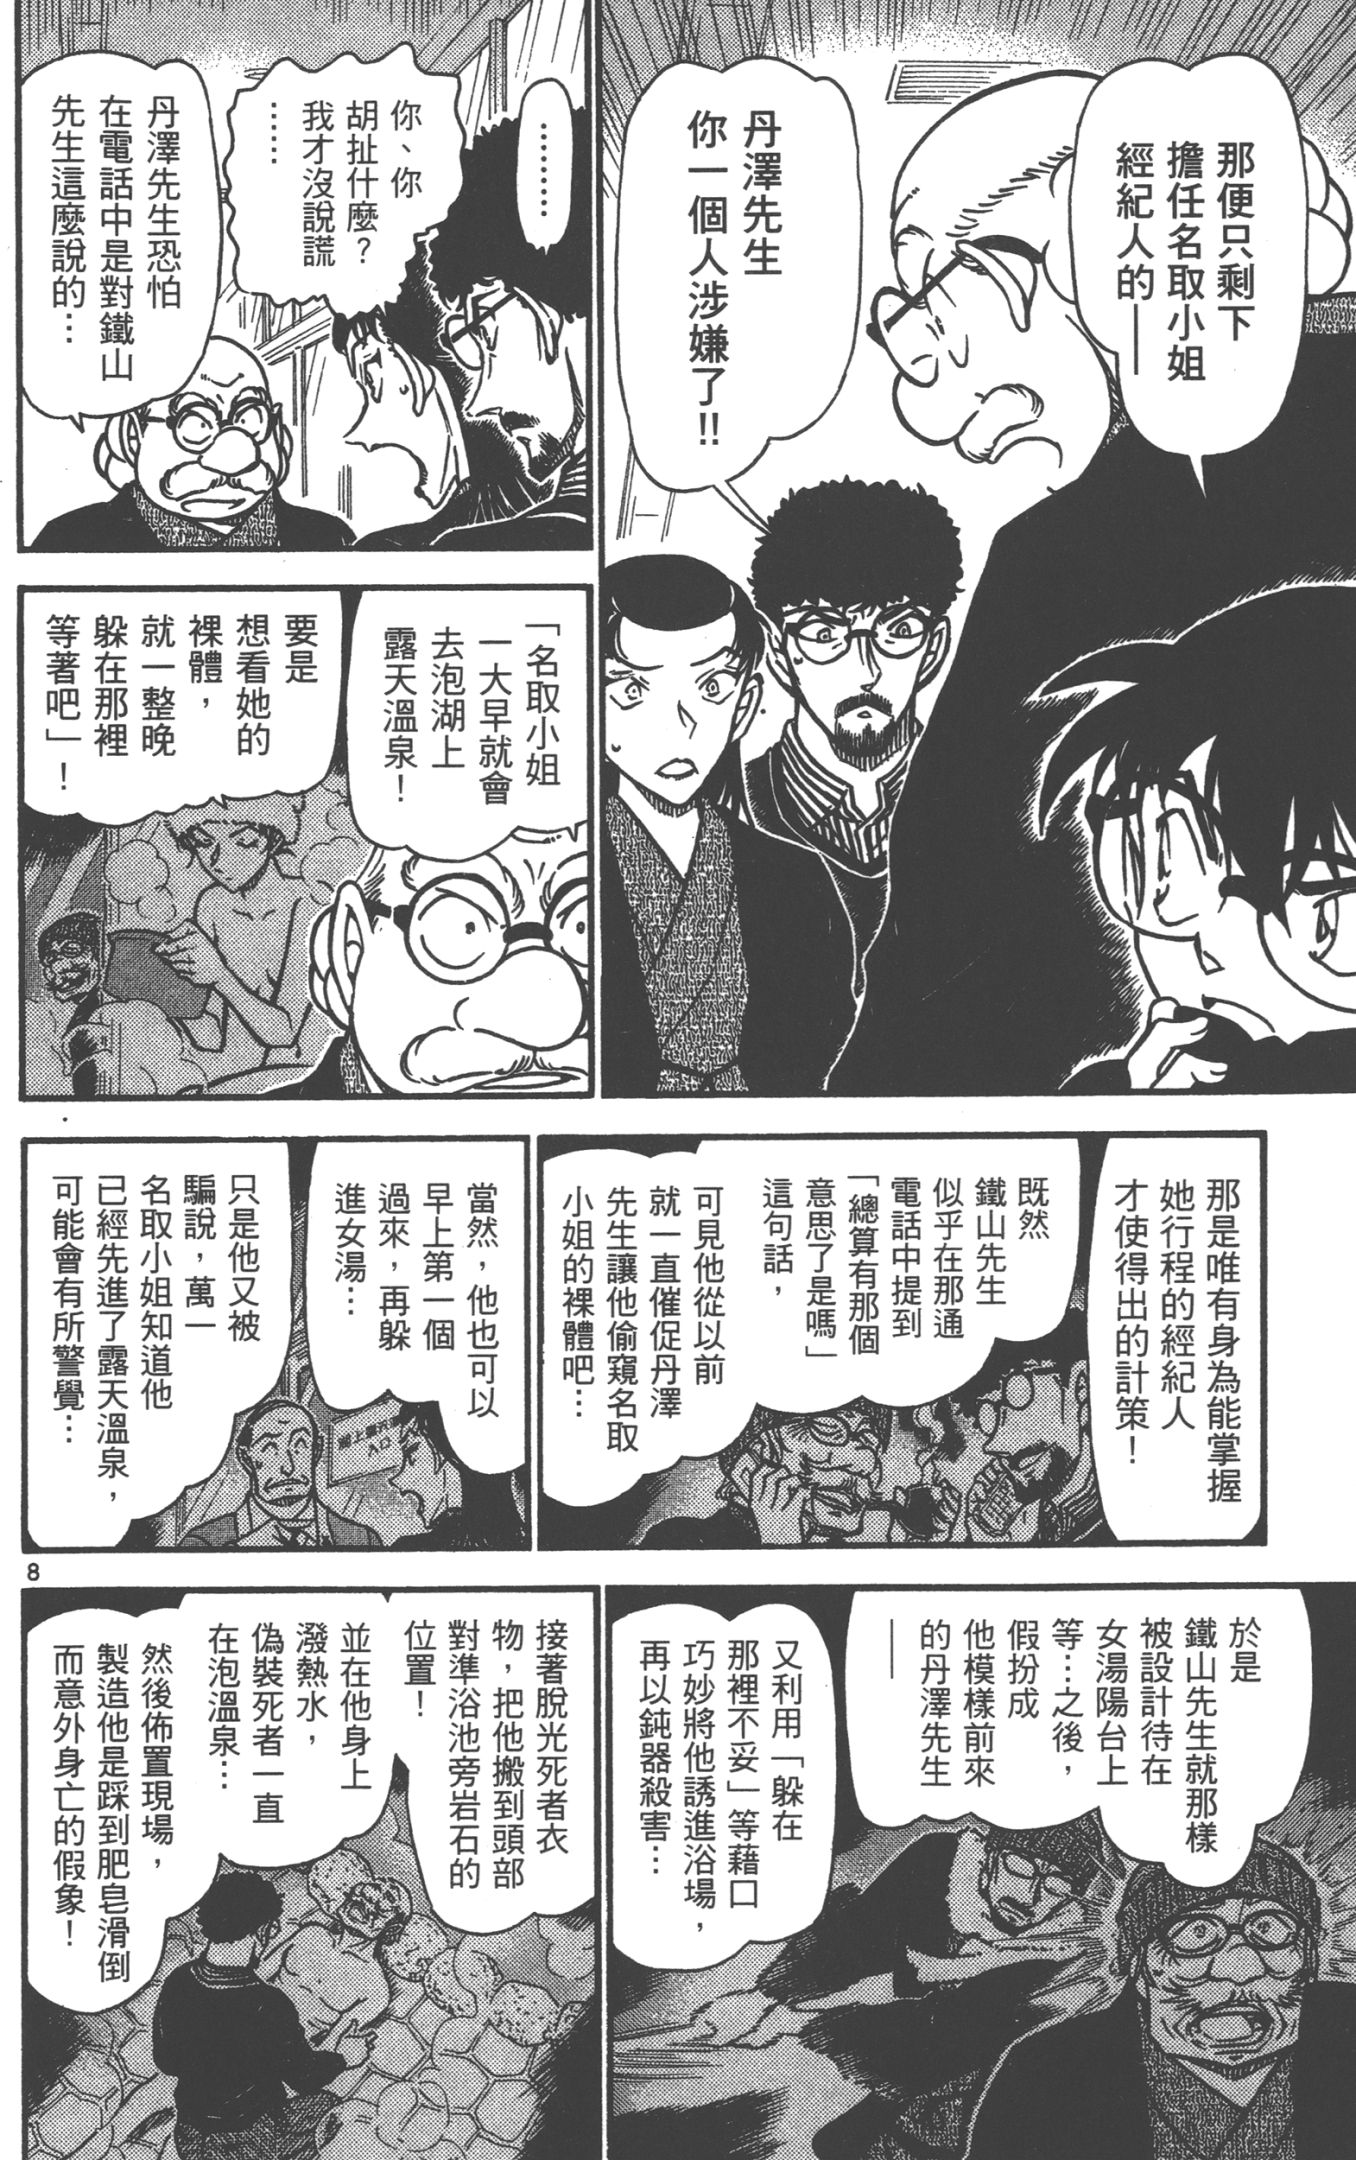 那便只剩下
擔任名取小姐
經紀人的——
丹澤先生
你一個人涉嫌了!!
………
你、你
胡扯什麼?
我才沒說謊
……
丹澤先生恐怕
在電話中是對鐵山
先生這麼說的…
「名取小姐
一大早就會
去泡湖上
露天溫泉!
要是
想看她的
裸體,
就一整晚
躲在那裡
等著吧」!
那是唯有身為能掌握
她行程的經紀人
才使得出的計策!
既然
鐵山先生
似乎在那通
電話中提到
「總算有那個
意思了是嗎」
這句話,
可見他從以前
就一直催促丹澤
先生讓他偷窺名取
小姐的裸體吧…
當然,他也可以
早上第一個
過來,再躲
進女湯…
入口
只是他又被
騙說,萬一
名取小姐知道他
已經先進了露天溫泉,
可能會有所警覺…
8
於是
鐵山先生就那樣
被設計待在
女湯陽台上
等…之後,
假扮成
他模樣前來
的丹澤先生
——
又利用「躲在
那裡不妥」等藉口
巧妙將他誘進浴場,
再以鈍器殺害…
接著脫光死者衣
物,把他搬到頭部
對準浴池旁岩石的
位置!
並在他身上
潑熱水,
偽裝死者一直
在泡溫泉…
然後佈置現場,
製造他是踩到肥皂滑倒
而意外身亡的假象!